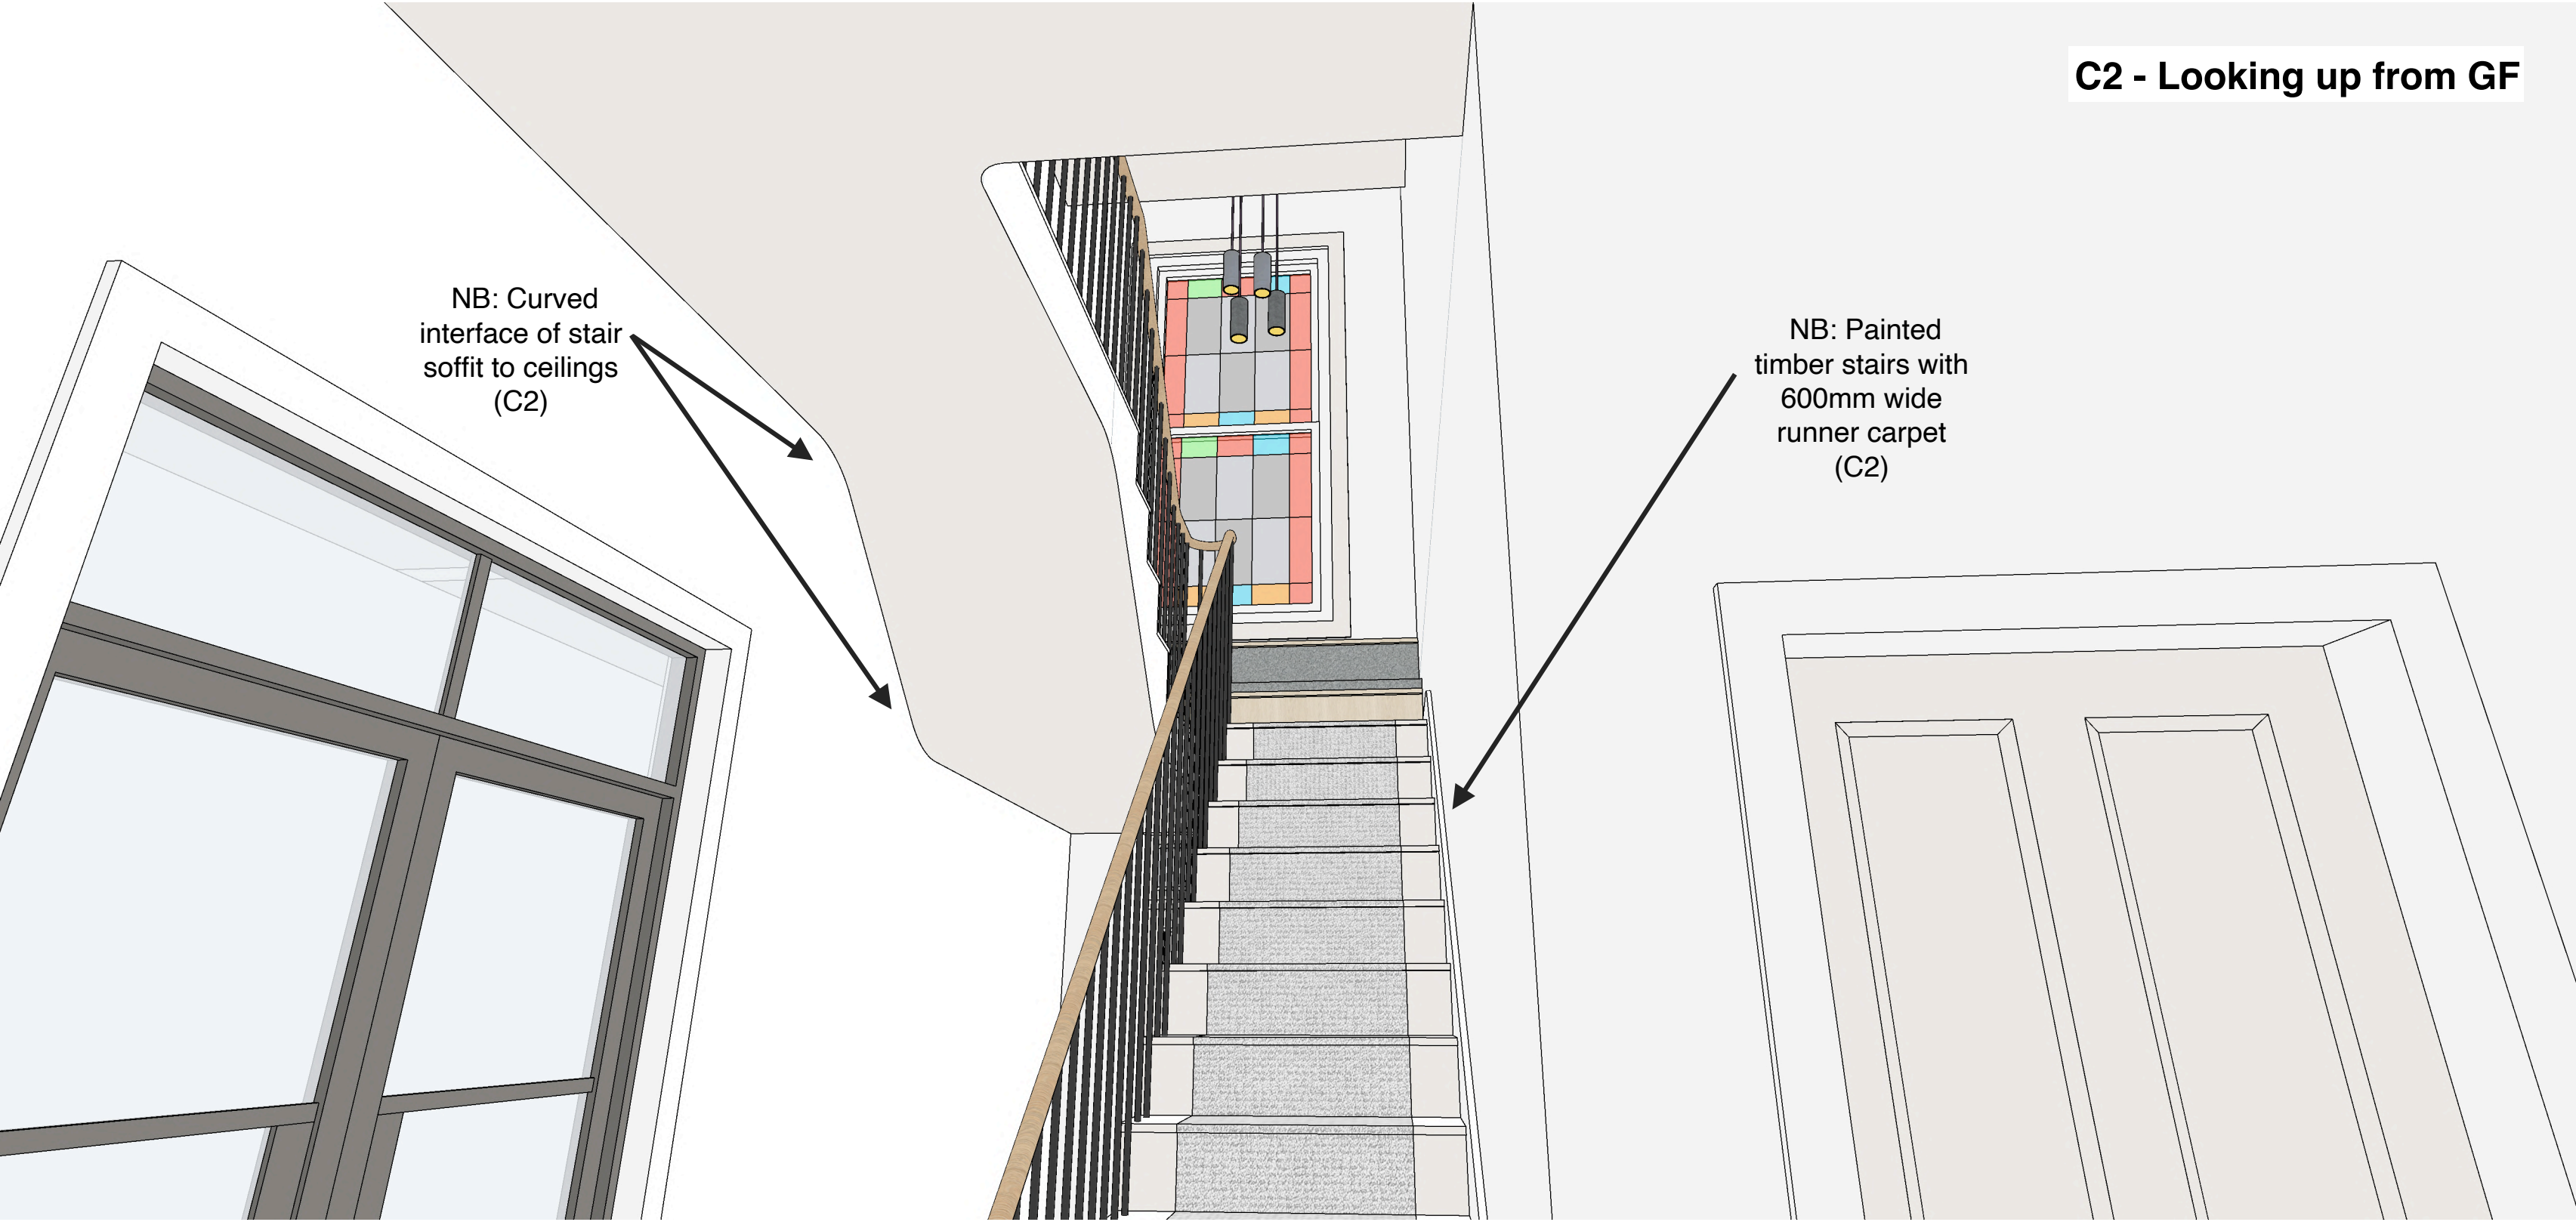 C2 - Looking up from GF
NB: Curved
interface of stair
soffit to ceilings
(C2)
NB: Painted
timber stairs with
600mm wide
runner carpet
(C2)